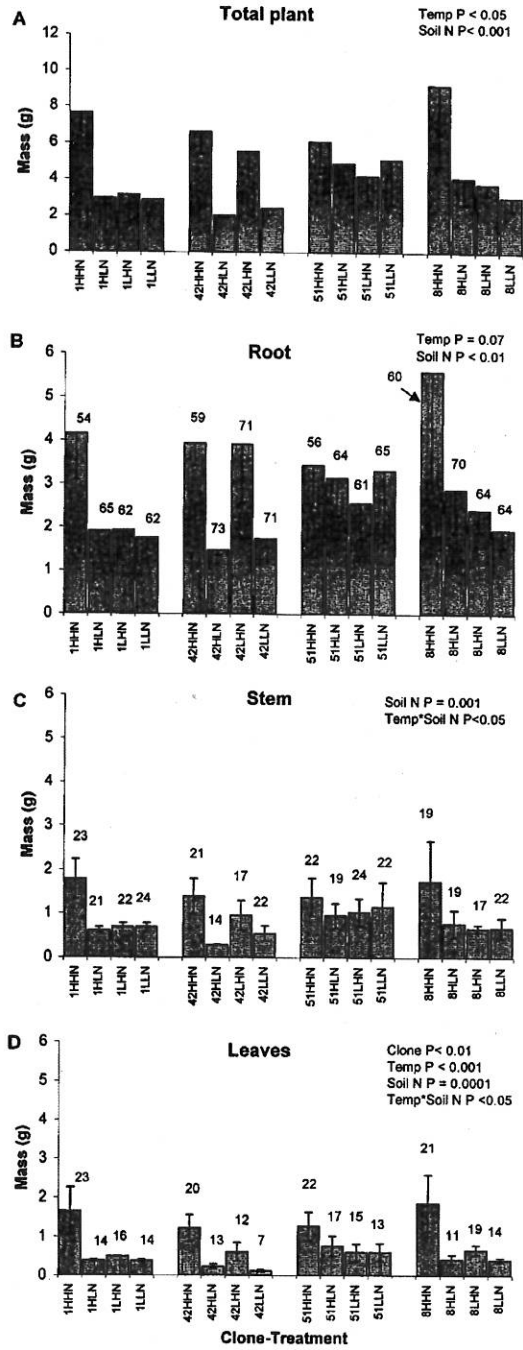 A
Total plant
Temp P < 0.05
Soil N P< 0.001
Mass (g)
12
10
8
6
4
2
0
1HHN 1HLN 1LHN 1LLN 42HHN 42HLN 42LHN 42LLN 51HHN 51HLN 51LHN 51LLN 8HHN 8HLN 8LHN 8LLN
B
Root
Temp P = 0.07
Soil N P < 0.01
Mass (g)
6
5
4
3
2
1
0
54 65 62 62 59 73 71 71 56 64 61 65 60 70 64 64
1HHN 1HLN 1LHN 1LLN 42HHN 42HLN 42LHN 42LLN 51HHN 51HLN 51LHN 51LLN 8HHN 8HLN 8LHN 8LLN
C
Stem
Soil N P = 0.001
Temp*Soil N P<0.05
Mass (g)
6
5
4
3
2
1
0
23 21 22 24 21 14 17 22 22 19 24 22 19 19 17 22
1HHN 1HLN 1LHN 1LLN 42HHN 42HLN 42LHN 42LLN 51HHN 51HLN 51LHN 51LLN 8HHN 8HLN 8LHN 8LLN
D
Leaves
Clone P< 0.01
Temp P < 0.001
Soil N P = 0.0001
Temp*Soil N P <0.05
Mass (g)
6
5
4
3
2
1
0
23 14 16 14 20 13 12 7 22 17 15 13 21 11 19 14
1HHN 1HLN 1LHN 1LLN 42HHN 42HLN 42LHN 42LLN 51HHN 51HLN 51LHN 51LLN 8HHN 8HLN 8LHN 8LLN
Clone-Treatment